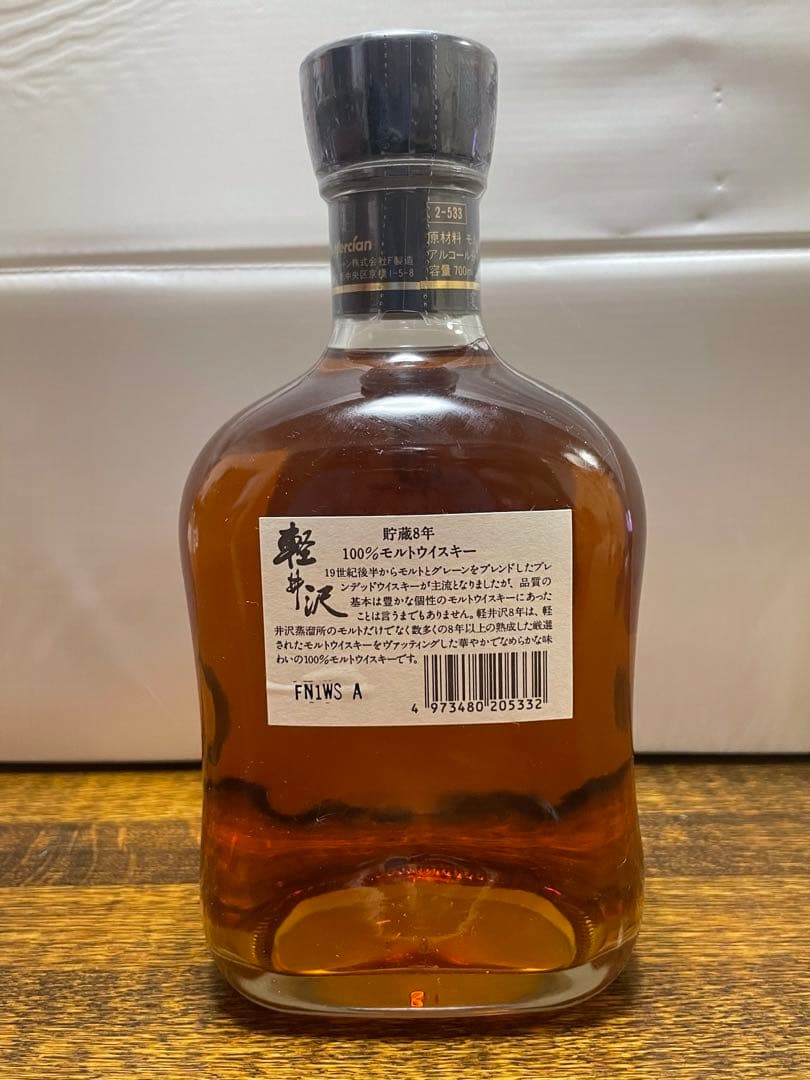 2-533
Mercian
原材料 モ
ン株式会社F製造
アルコール
中央区京橋1-5-8
容量 700m
軽井沢
貯蔵8年
100%モルトウイスキー
19世紀後半からモルトとグレーンをブレンドしたブレ
ンデッドウイスキーが主流となりましたが、品質の
基本は豊かな個性のモルトウイスキーにあった
ことは言うまでもありません。軽井沢8年は、軽
井沢蒸溜所のモルトだけでなく数多くの8年以上の熟成した厳選
されたモルトウイスキーをヴァッティングした華やかでなめらかな味
わいの100%モルトウイスキーです。
FN1WS A
4 973480 205332